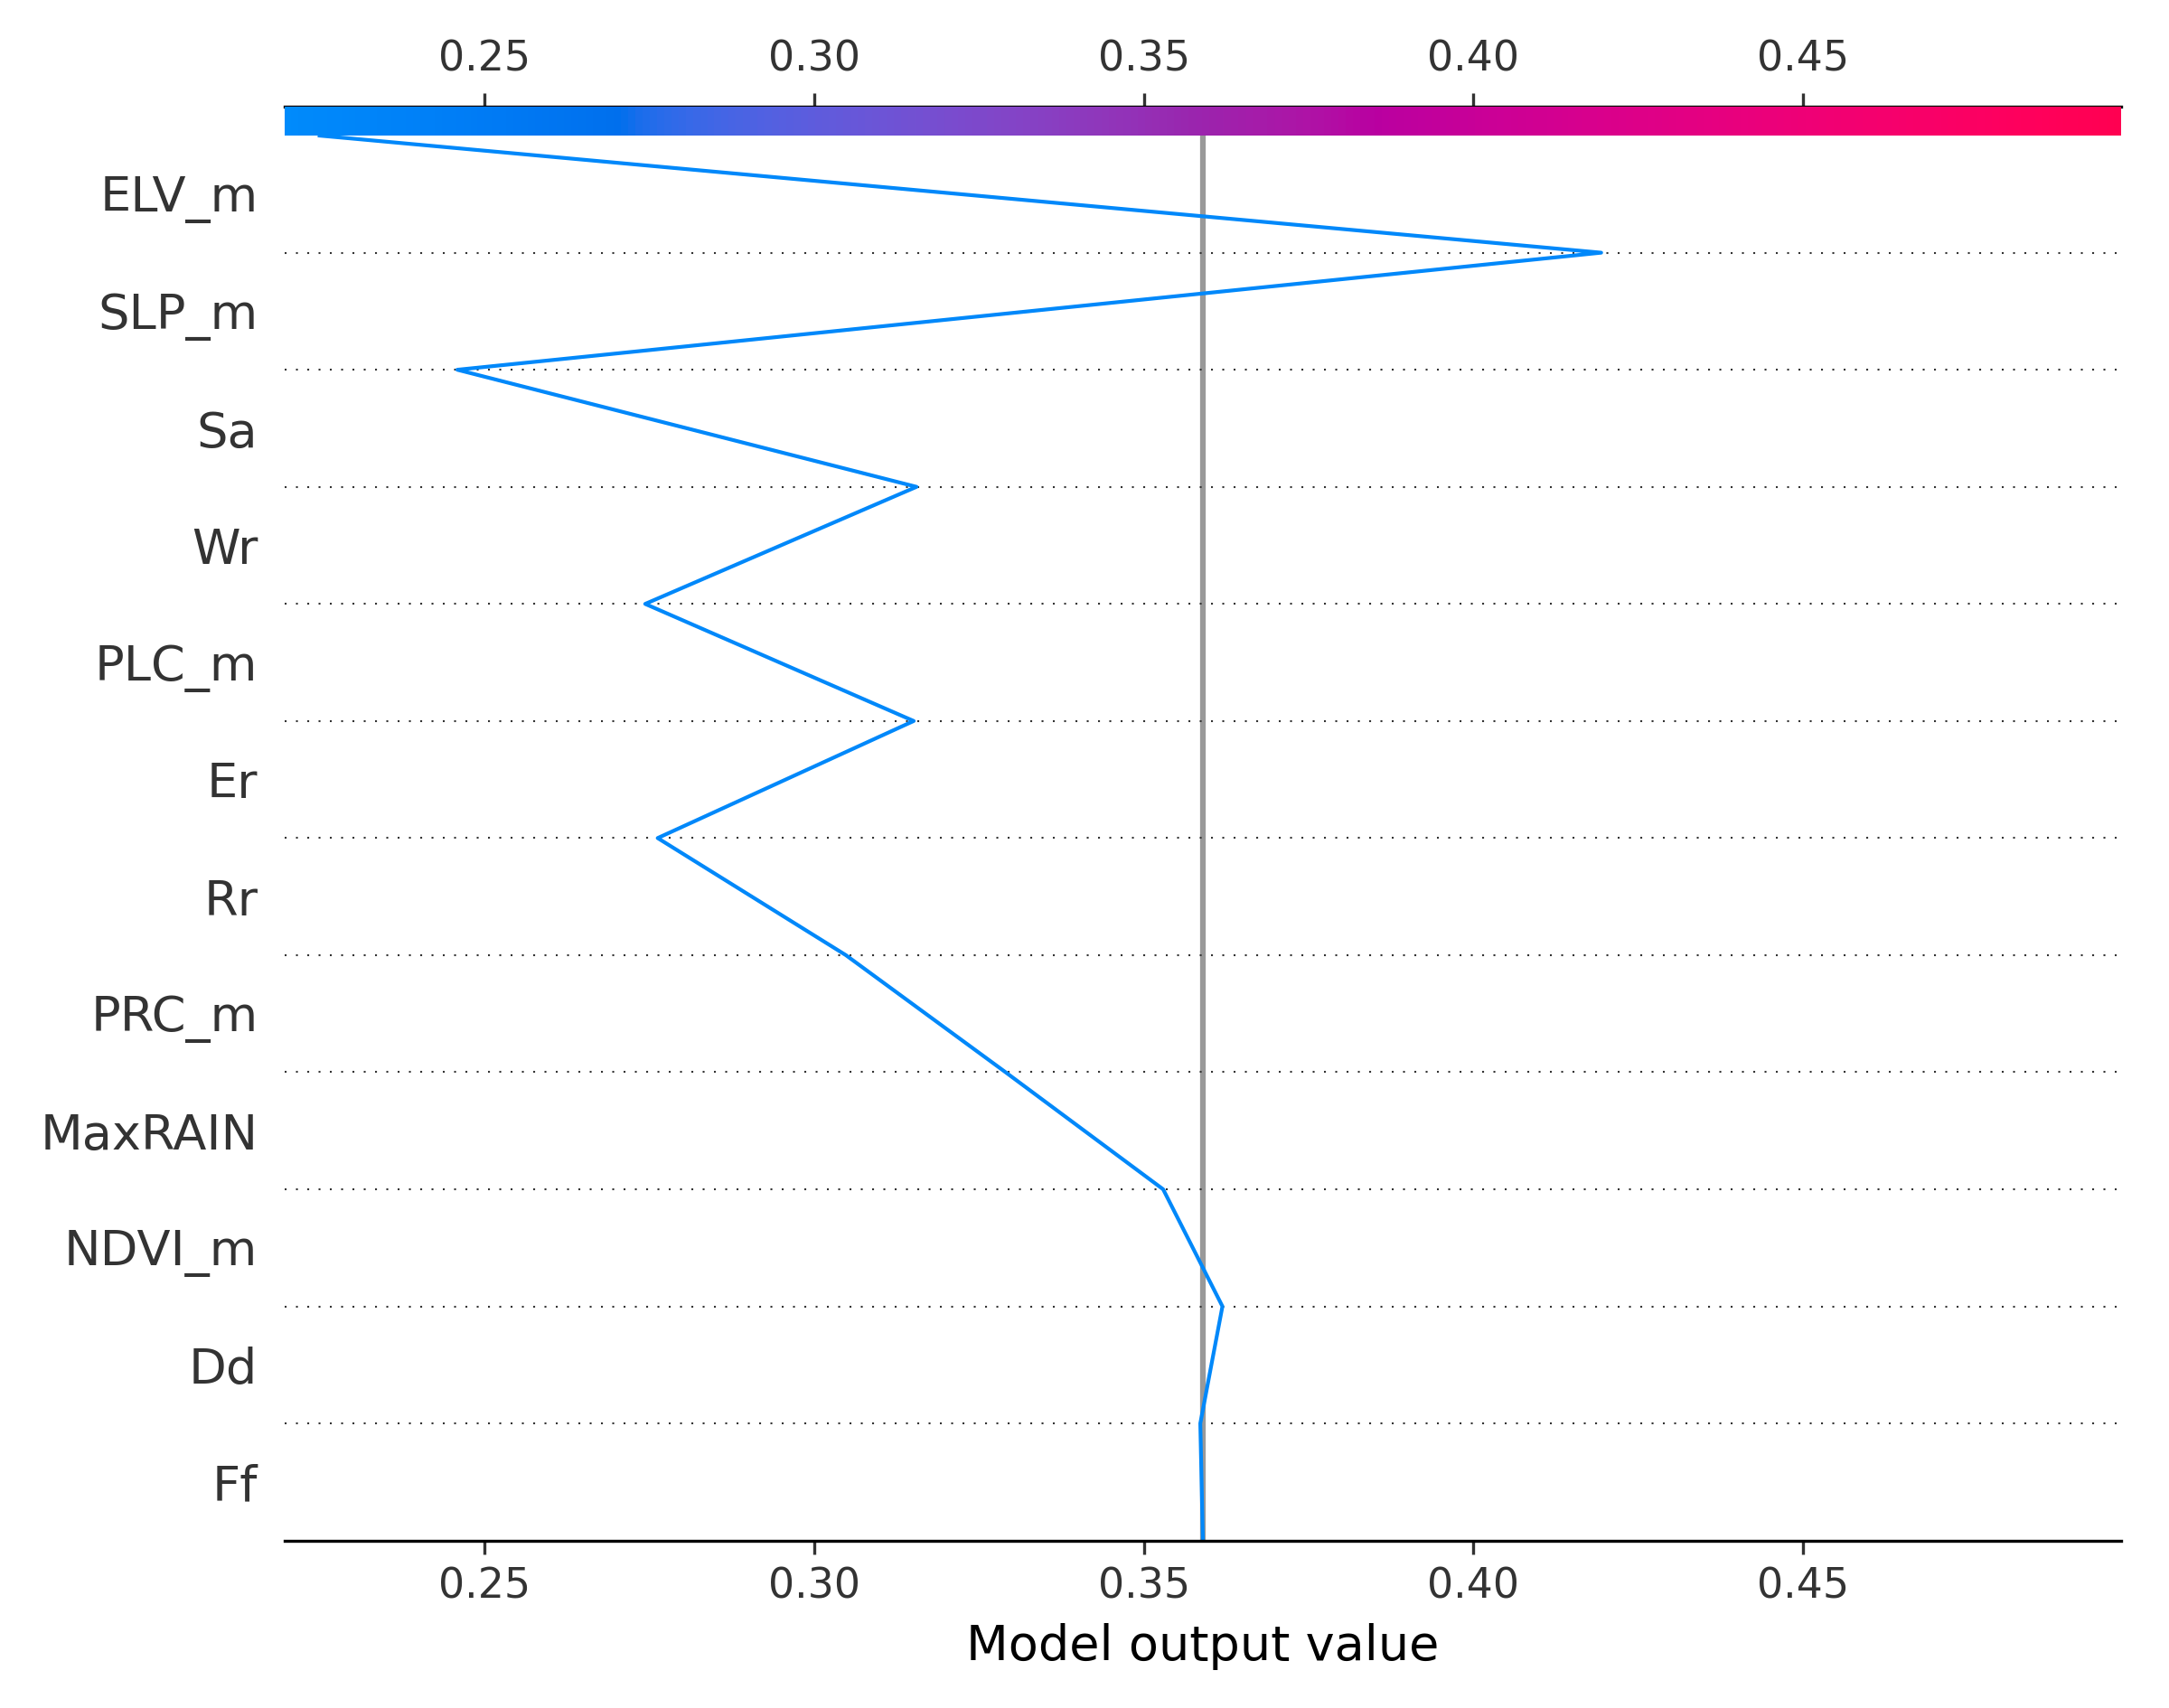 0.25 0.30 0.35 0.40 0.45
ELV_m
SLP_m
Sa
Wr
PLC_m
Er
Rr
PRC_m
MaxRAIN
NDVI_m
Dd
Ff
0.25 0.30 0.35 0.40 0.45
Model output value